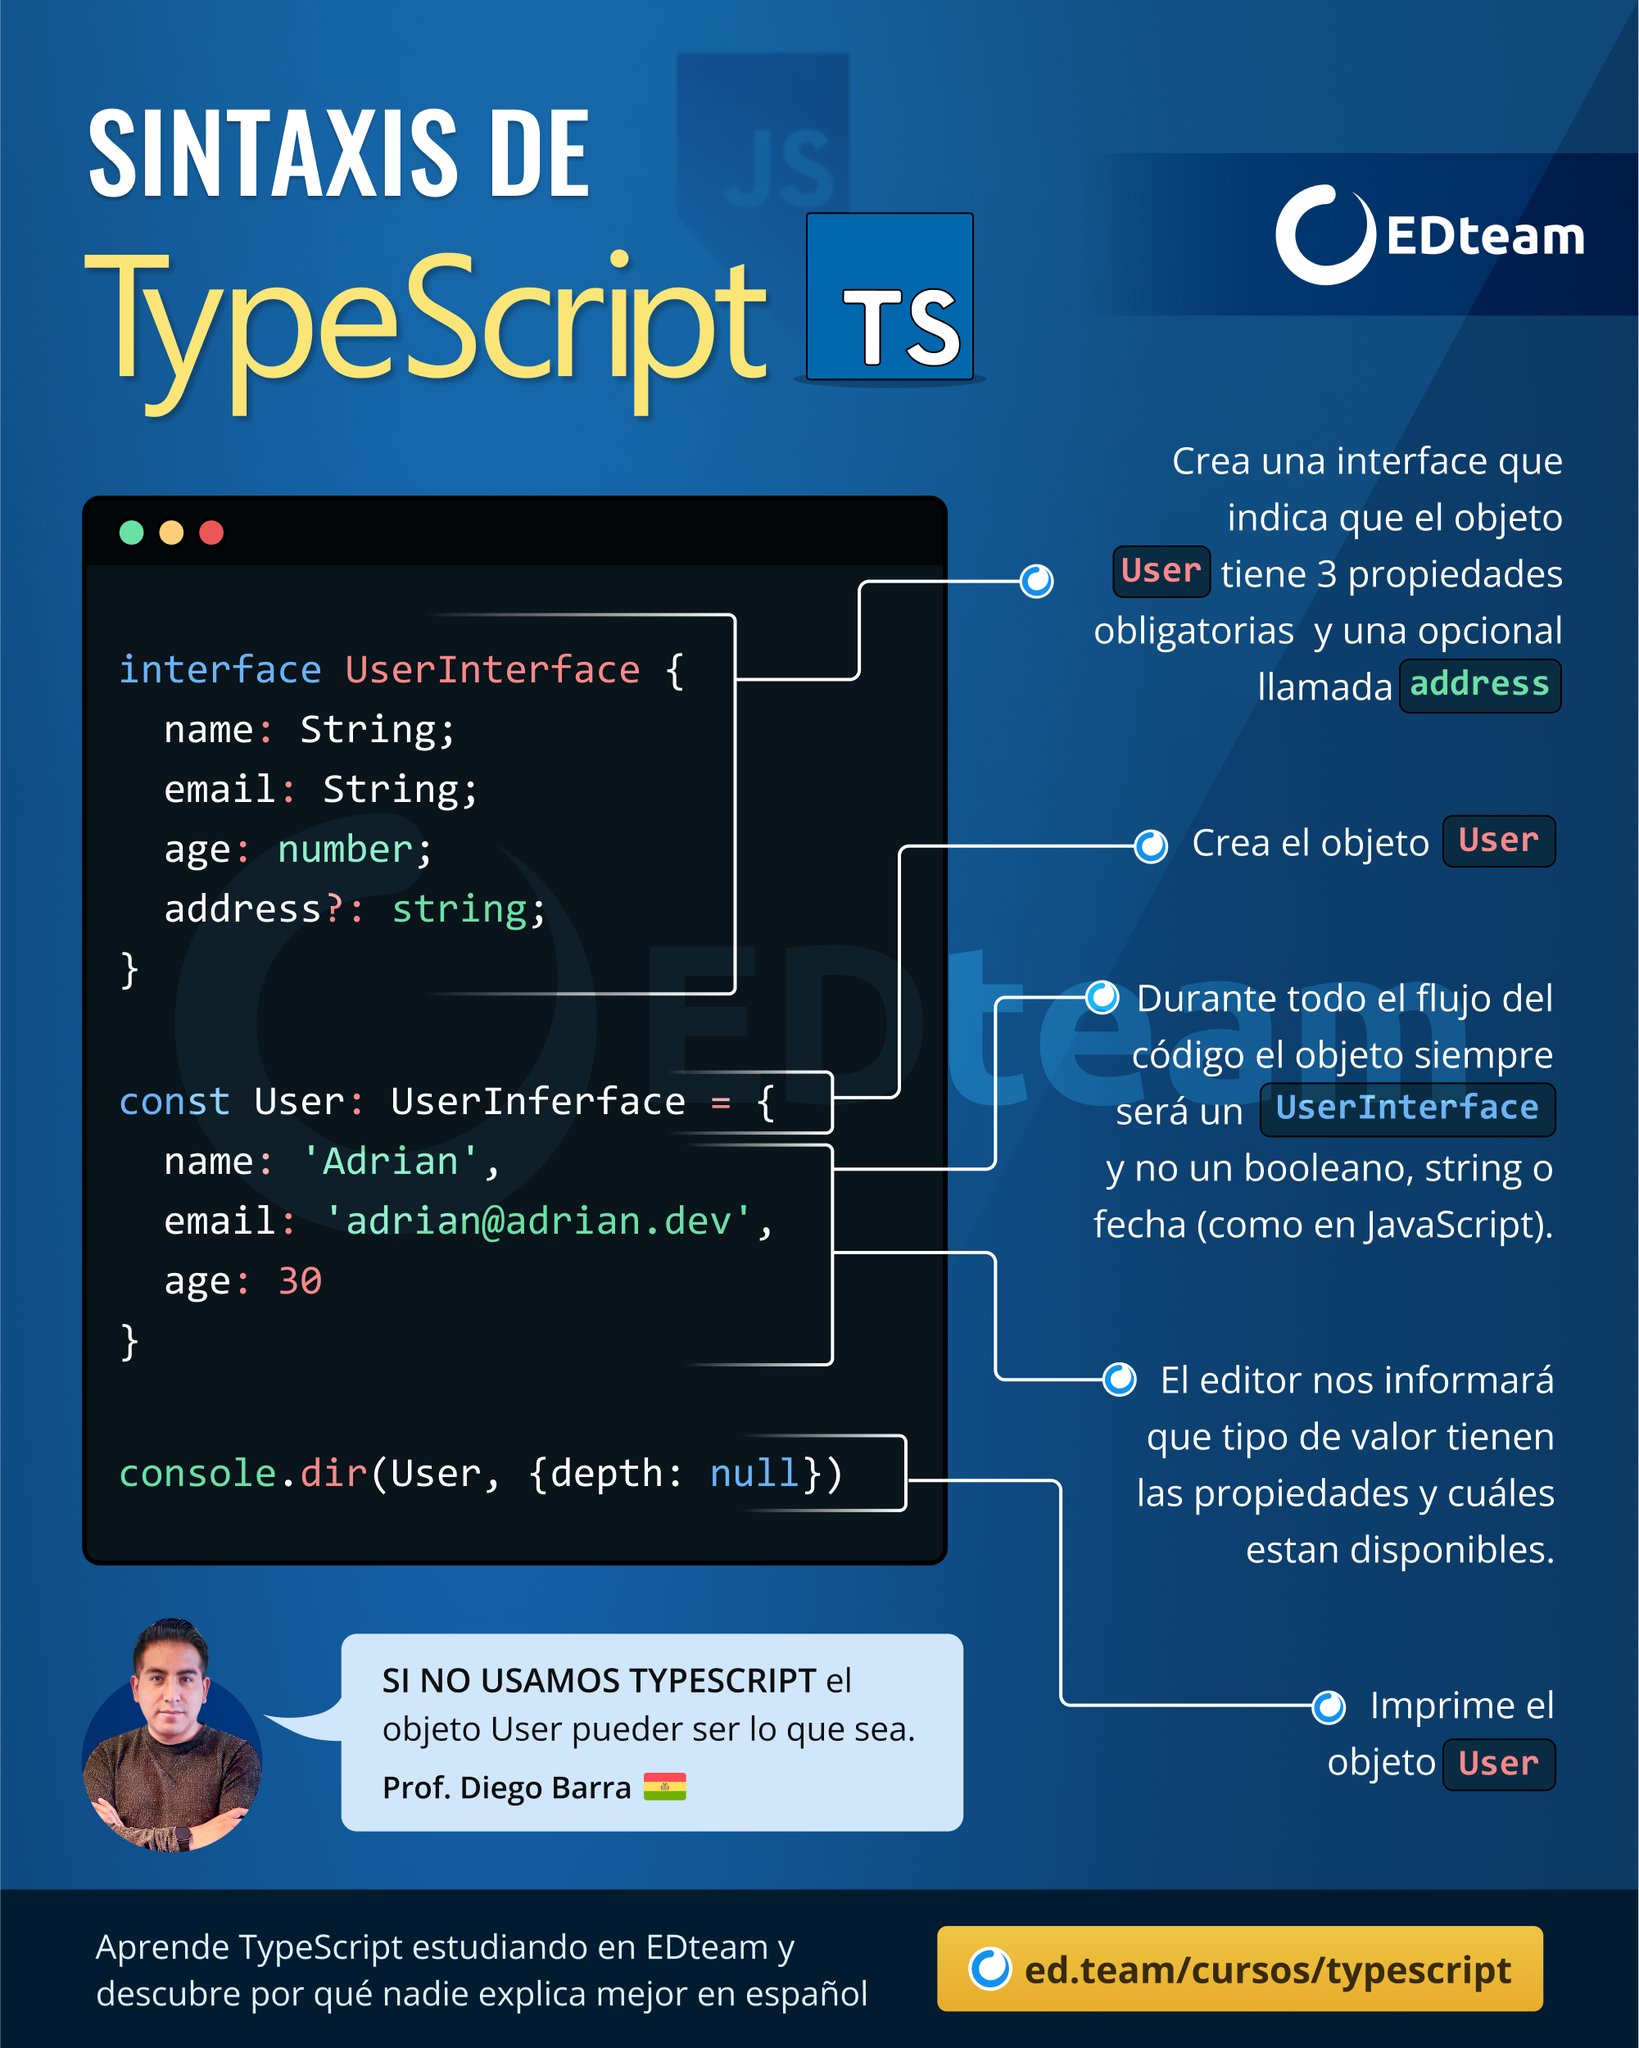 SINTAXIS DE
JS
TypeScript
TS
EDteam
interface UserInterface {
name: String;
email: String;
age: number;
address?: string;
}
const User: UserInferface = {
name: 'Adrian',
email: 'adrian@adrian.dev',
age: 30
}
console.dir(User, {depth: null})
Crea una interface que
indica que el objeto
User tiene 3 propiedades
obligatorias y una opcional
llamada address
Crea el objeto User
Durante todo el flujo del
código el objeto siempre
será un UserInterface
y no un booleano, string o
fecha (como en JavaScript).
El editor nos informará
que tipo de valor tienen
las propiedades y cuáles
estan disponibles.
Imprime el
objeto User
EDteam
SI NO USAMOS TYPESCRIPT el
objeto User pueder ser lo que sea.
Prof. Diego Barra
Aprende TypeScript estudiando en EDteam y
descubre por qué nadie explica mejor en español
ed.team/cursos/typescript